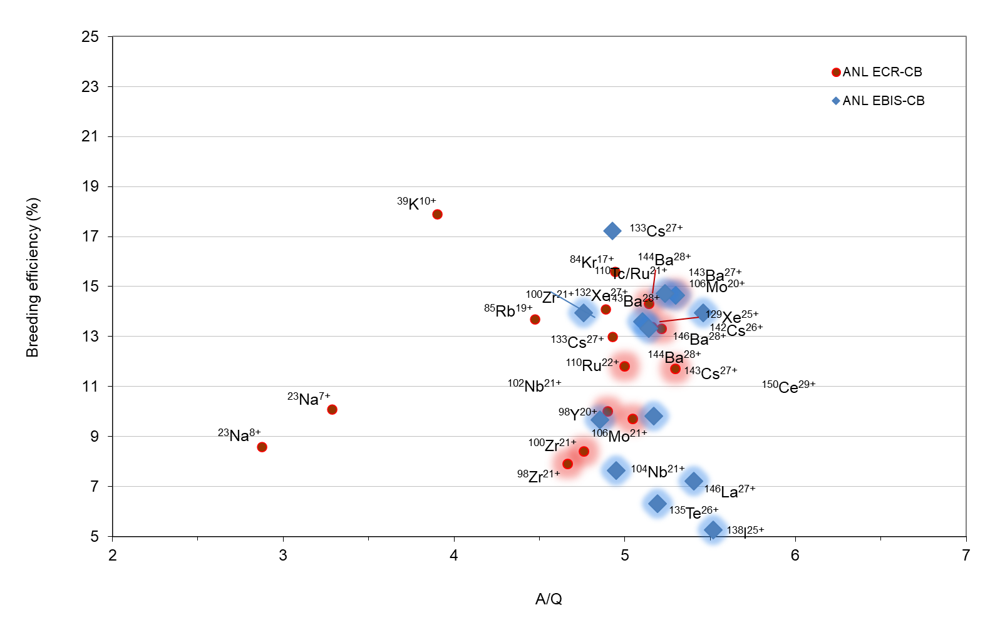 25
23
21
19
17
15
13
11
9
7
5
Breeding efficiency (%)
ANL ECR-CB
ANL EBIS-CB
³⁹K¹⁰⁺
¹³³Cs²⁷⁺
⁸⁴Kr¹⁷⁺
¹⁴⁴Ba²⁸⁺
¹¹⁰Tc/Ru²¹⁺
¹⁴³Ba²⁷⁺
¹⁰⁶Mo²⁰⁺
¹⁰⁰Zr²¹⁺
¹³²Xe²⁷⁺
¹⁴³Ba²⁸⁺
⁸⁵Rb¹⁹⁺
¹²⁹Xe²⁵⁺
¹⁴²Cs²⁶⁺
¹⁴⁶Ba²⁸⁺
¹³³Cs²⁷⁺
¹⁴⁴Ba²⁸⁺
¹¹⁰Ru²²⁺
¹⁴³Cs²⁷⁺
¹⁰²Nb²¹⁺
¹⁵⁰Ce²⁹⁺
²³Na⁷⁺
⁹⁸Y²⁰⁺
²³Na⁸⁺
¹⁰⁶Mo²¹⁺
¹⁰⁰Zr²¹⁺
⁹⁸Zr²¹⁺
¹⁰⁴Nb²¹⁺
¹⁴⁶La²⁷⁺
¹³⁵Te²⁶⁺
¹³⁸I²⁵⁺
2 3 4 5 6 7
A/Q